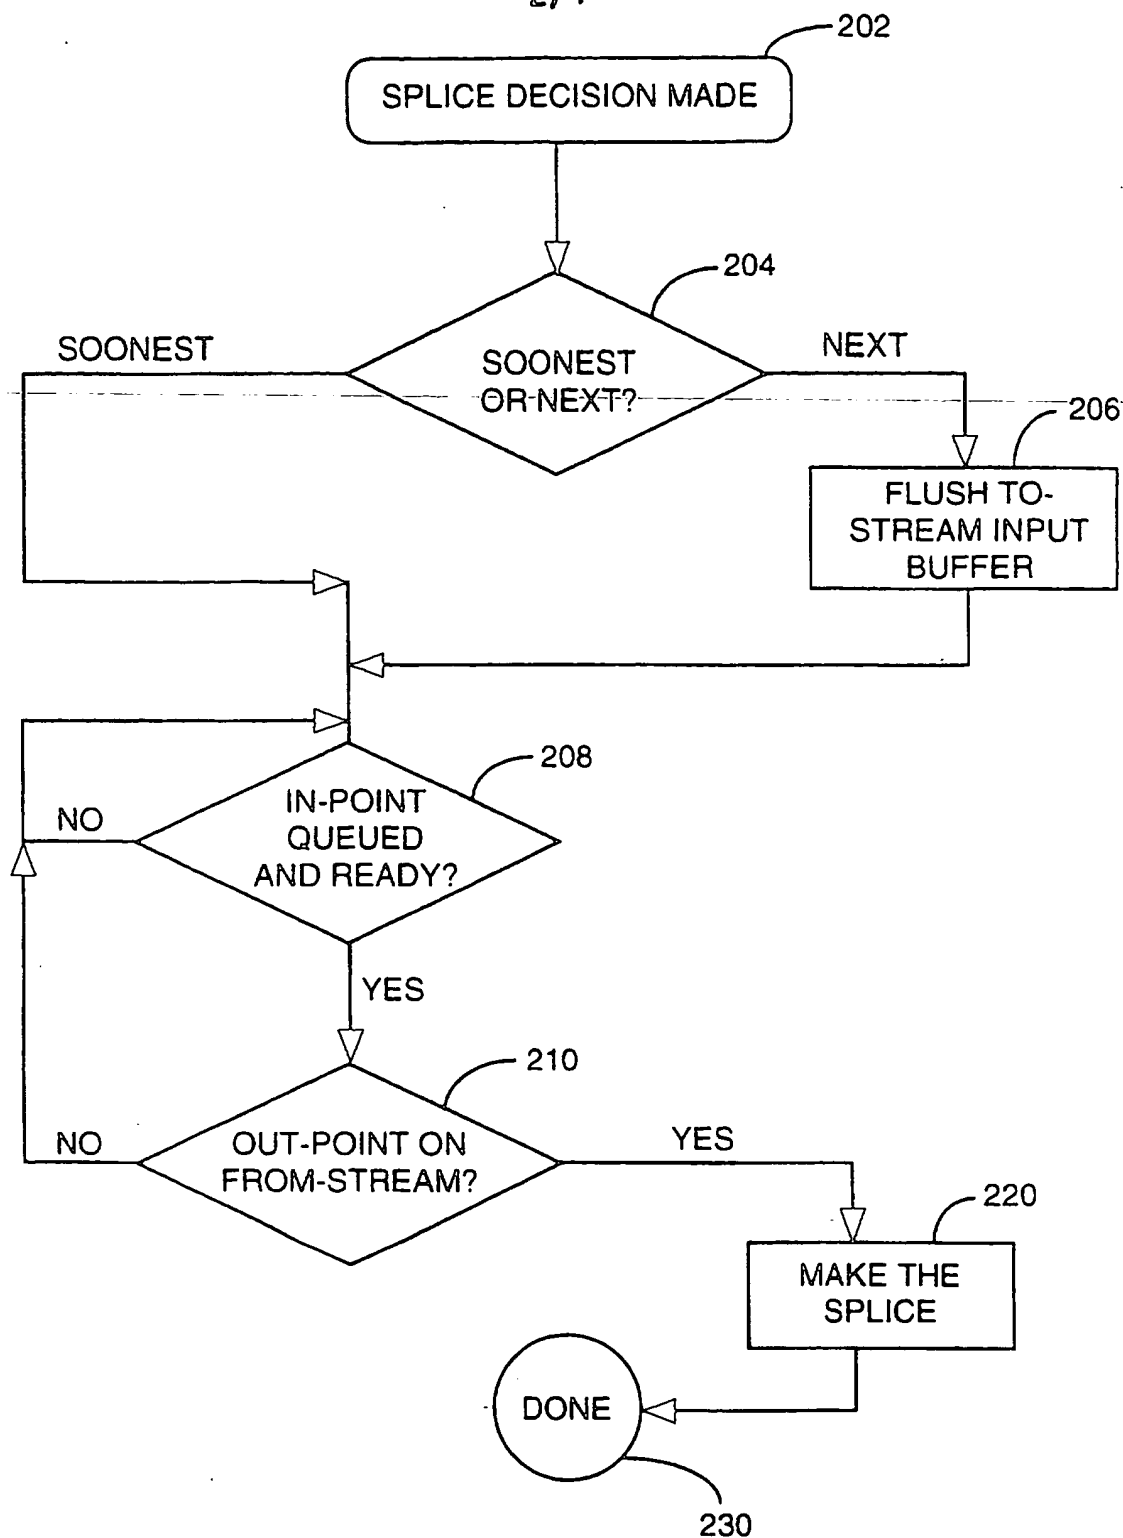 202
SPLICE DECISION MADE
204
SOONEST
NEXT
SOONEST
OR NEXT?
206
FLUSH TO-
STREAM INPUT
BUFFER
208
IN-POINT
QUEUED
AND READY?
NO
YES
210
OUT-POINT ON
FROM-STREAM?
NO
YES
220
MAKE THE
SPLICE
DONE
230